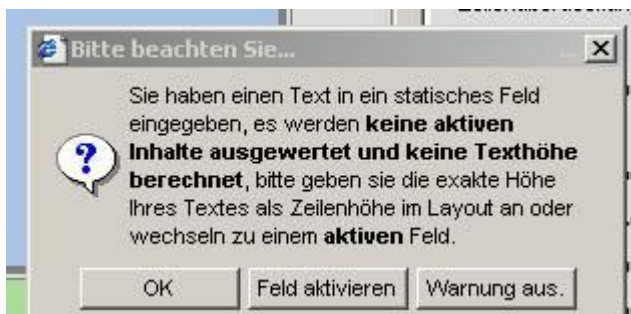 Bitte beachten Sie...
Sie haben einen Text in ein statisches Feld
eingegeben, es werden keine aktiven
Inhalte ausgewertet und keine Texthöhe
berechnet, bitte geben sie die exakte Höhe
Ihres Textes als Zeilenhöhe im Layout an oder
wechseln zu einem aktiven Feld.
OK Feld aktivieren Warnung aus.